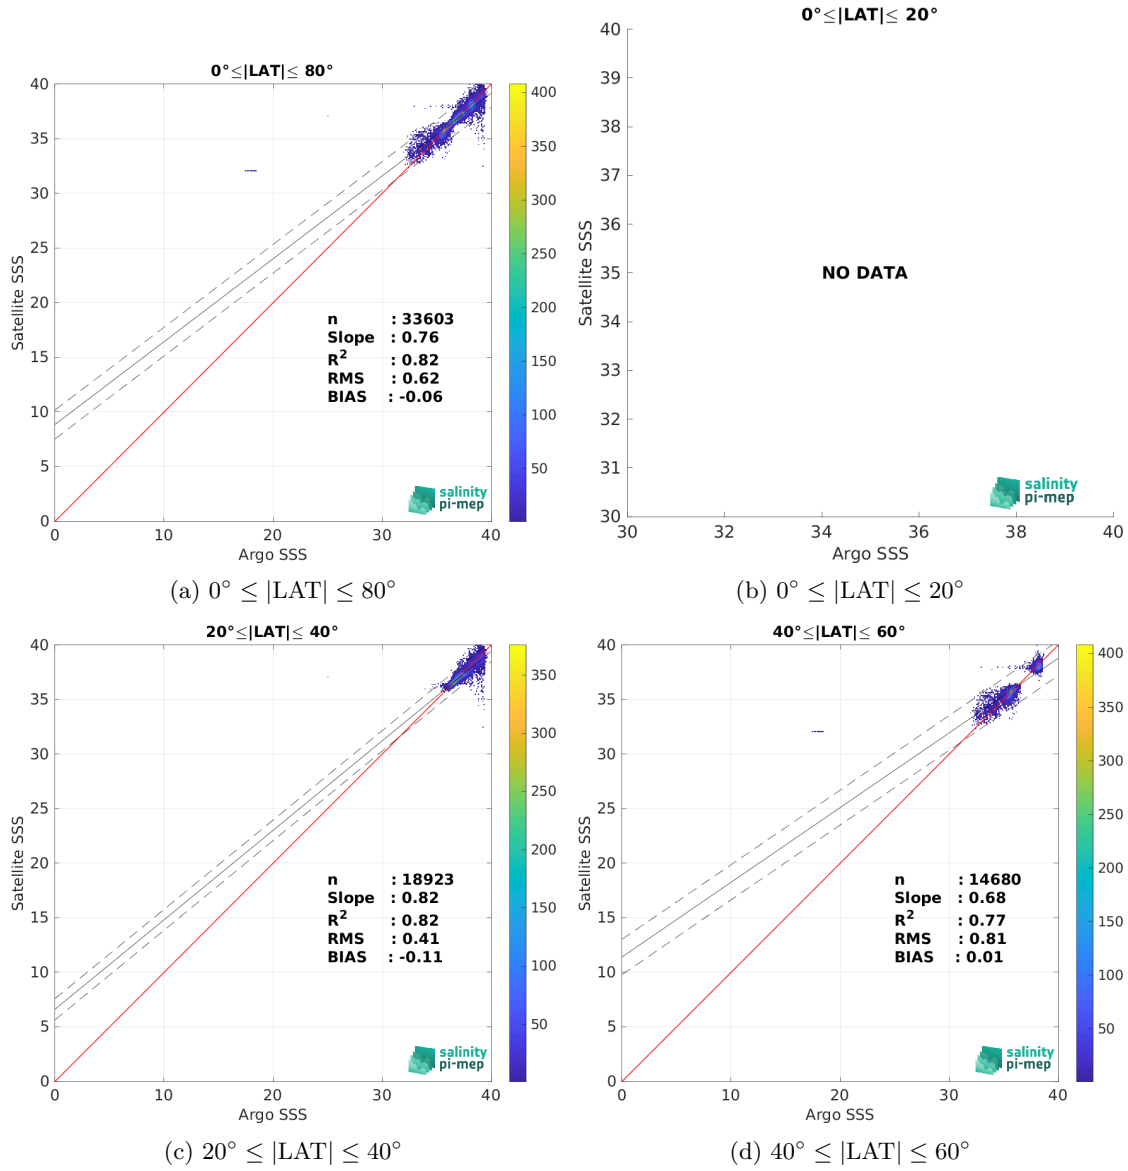 0°≤|LAT|≤ 80°
40
35
30
25
20
15
10
5
0
0
10
20
30
40
Satellite SSS
Argo SSS
n : 33603
Slope : 0.76
R² : 0.82
RMS : 0.62
BIAS : -0.06
salinity
pi-mep
400
350
300
250
200
150
100
50
(a) 0° ≤ |LAT| ≤ 80°
0°≤|LAT|≤ 20°
40
39
38
37
36
35
34
33
32
31
30
30
32
34
36
38
40
Satellite SSS
Argo SSS
NO DATA
salinity
pi-mep
(b) 0° ≤ |LAT| ≤ 20°
20°≤|LAT|≤ 40°
40
35
30
25
20
15
10
5
0
0
10
20
30
40
Satellite SSS
Argo SSS
n : 18923
Slope : 0.82
R² : 0.82
RMS : 0.41
BIAS : -0.11
salinity
pi-mep
350
300
250
200
150
100
50
(c) 20° ≤ |LAT| ≤ 40°
40°≤|LAT|≤ 60°
40
35
30
25
20
15
10
5
0
0
10
20
30
40
Satellite SSS
Argo SSS
n : 14680
Slope : 0.68
R² : 0.77
RMS : 0.81
BIAS : 0.01
salinity
pi-mep
400
350
300
250
200
150
100
50
(d) 40° ≤ |LAT| ≤ 60°